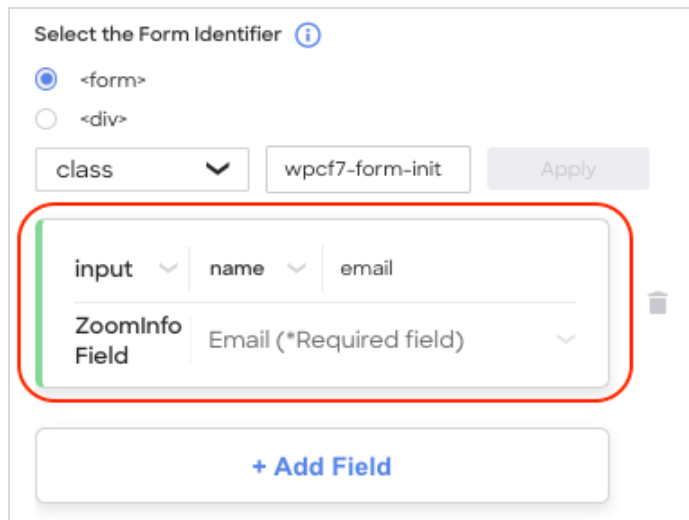 Select the Form Identifier
<form>
<div>
class wpcf7-form-init Apply
input name email
ZoomInfo
Field Email (*Required field)
+ Add Field